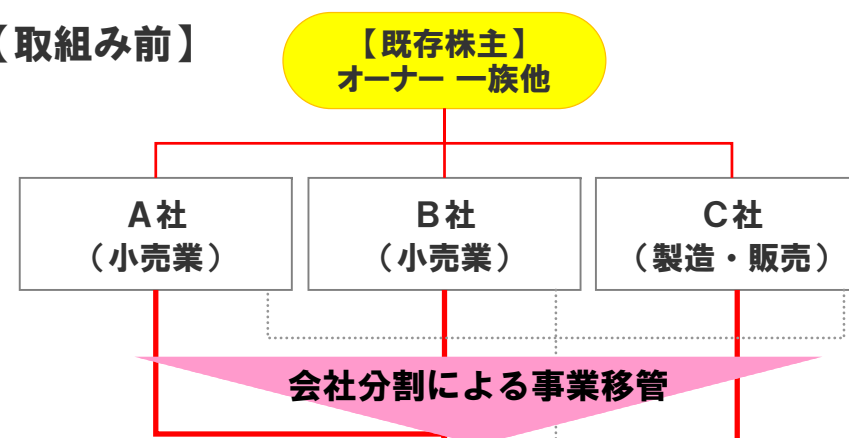 【取組み前】
【既存株主】
オーナー 一族他
A社
（小売業）
B社
（小売業）
C社
（製造・販売）
会社分割による事業移管